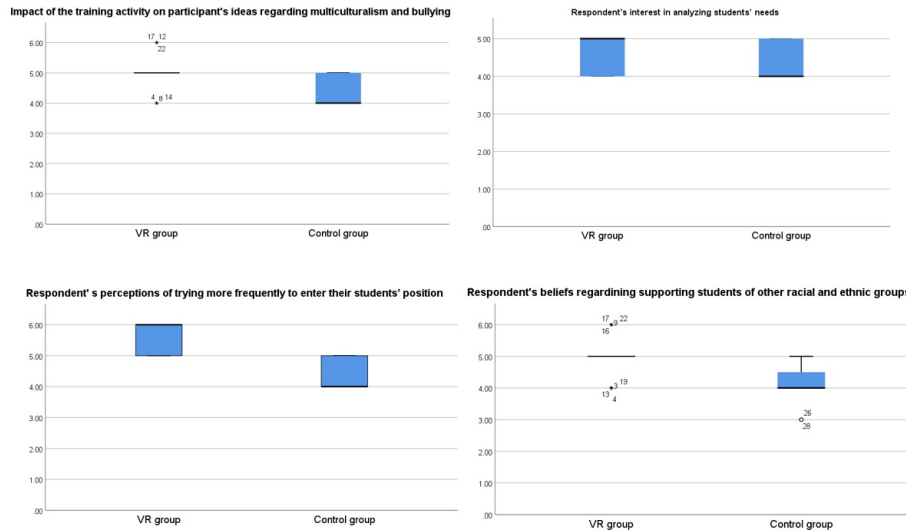 Impact of the training activity on participant's ideas regarding multiculturalism and bullying
6.00
5.00
4.00
3.00
2.00
1.00
.00
17 12
22
4 8 14
VR group
Control group
Respondent's interest in analyzing students' needs
5.00
4.00
3.00
2.00
1.00
.00
VR group
Control group
Respondent' s perceptions of trying more frequently to enter their students' position
6.00
5.00
4.00
3.00
2.00
1.00
.00
VR group
Control group
Respondent's beliefs regardining supporting students of other racial and ethnic groups
6.00
5.00
4.00
3.00
2.00
1.00
.00
17 9 22
16
3 19
13 4
26
28
VR group
Control group